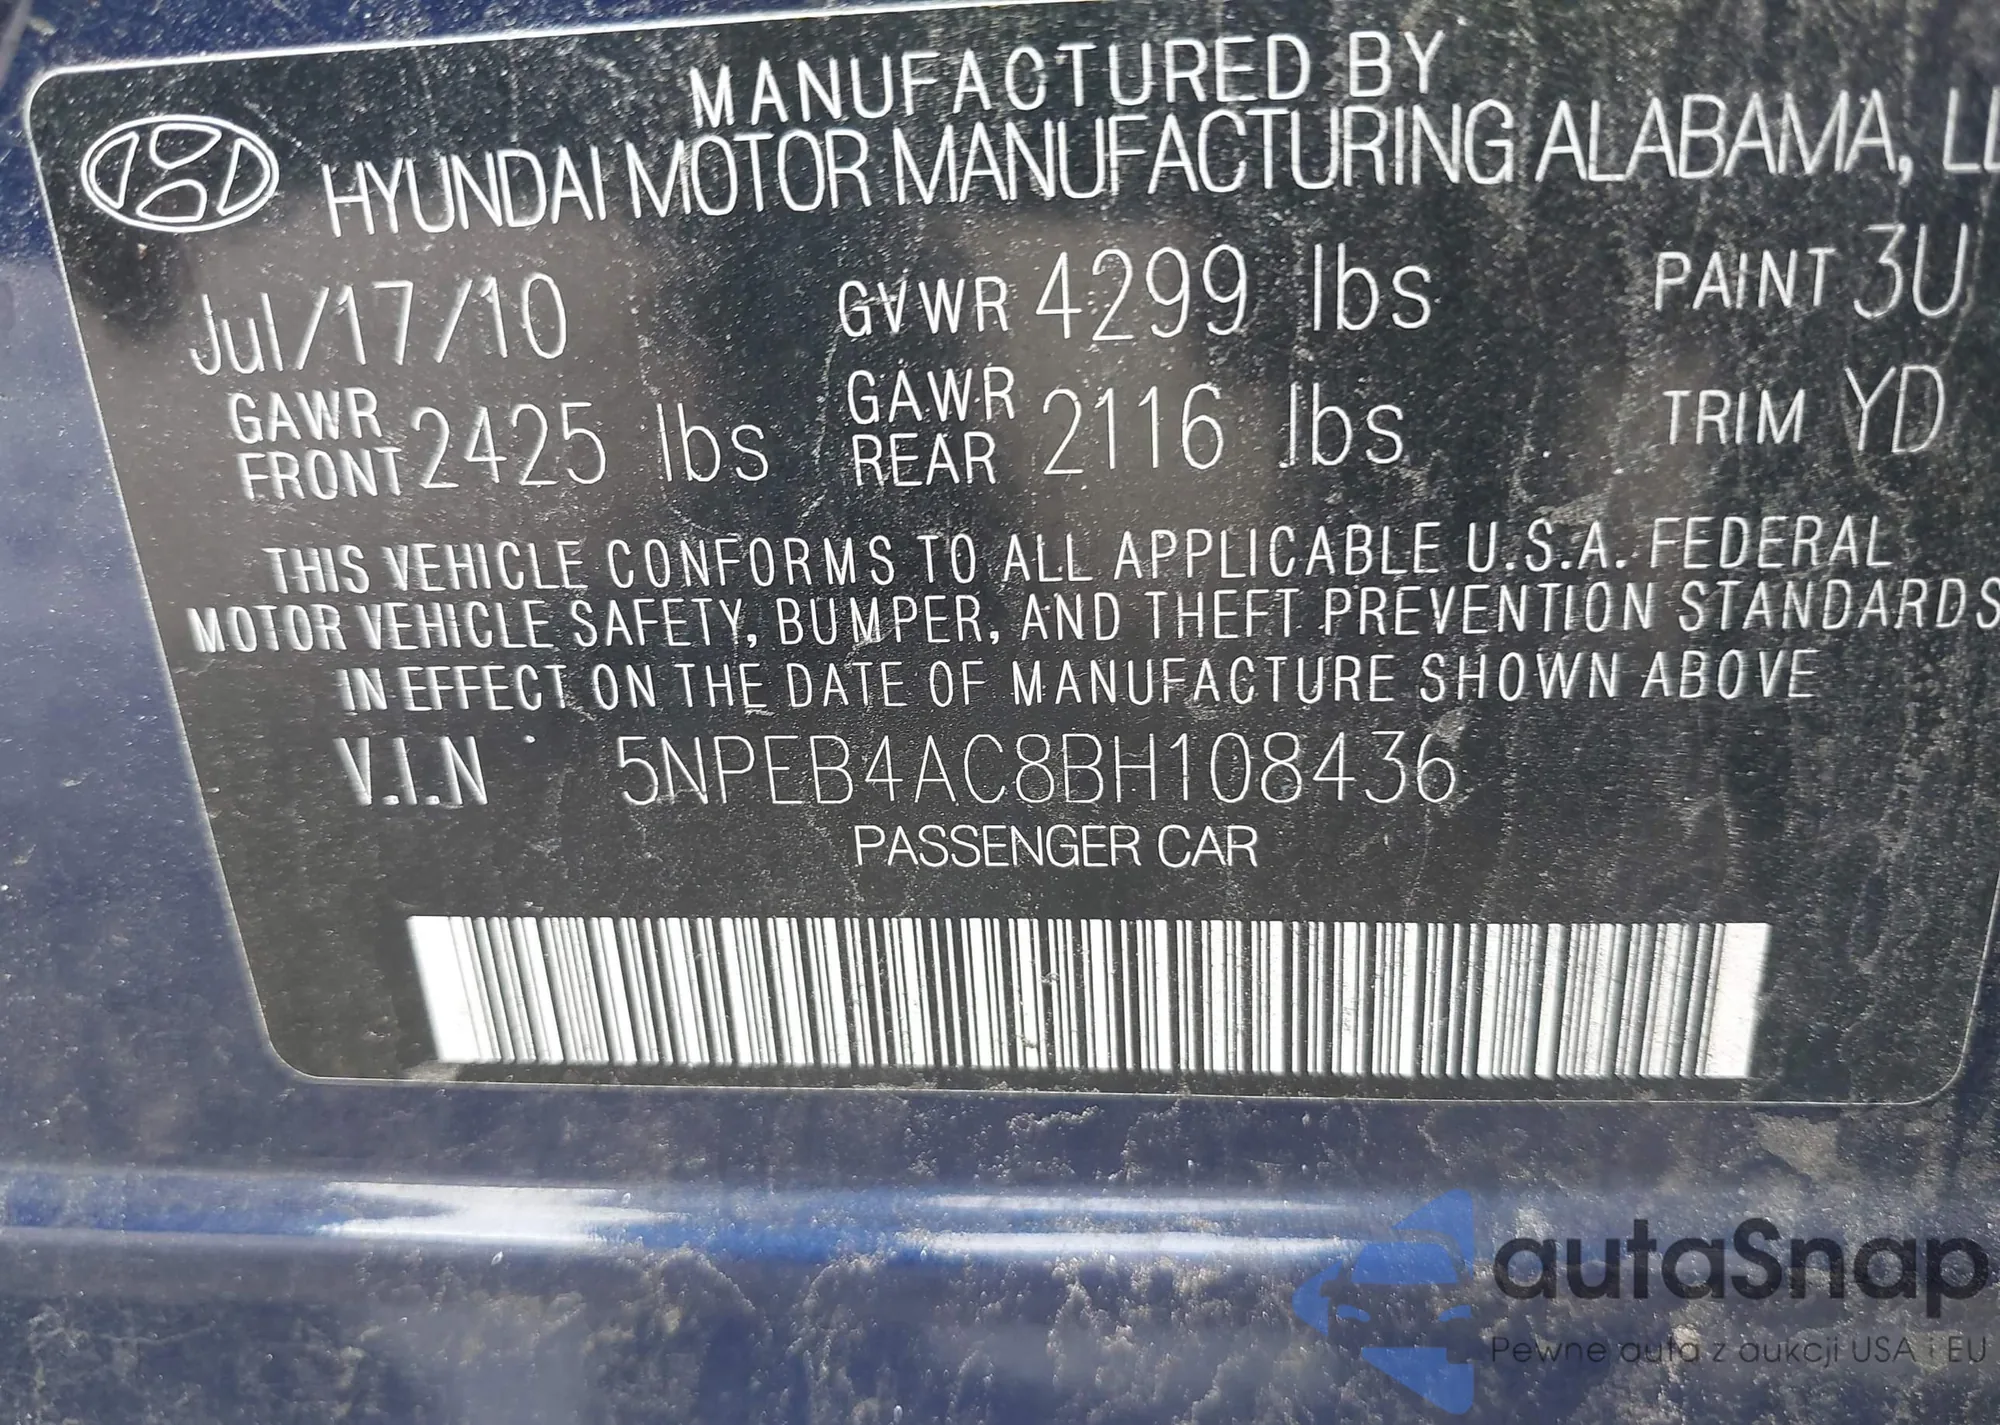 MANUFACTURED BY
HYUNDAI MOTOR MANUFACTURING ALABAMA, LL
Jul/17/10 GVWR 4299 lbs PAINT 3U
GAWR FRONT 2425 lbs GAWR REAR 2116 lbs TRIM YD
THIS VEHICLE CONFORMS TO ALL APPLICABLE U.S.A. FEDERAL
MOTOR VEHICLE SAFETY, BUMPER, AND THEFT PREVENTION STANDARDS
IN EFFECT ON THE DATE OF MANUFACTURE SHOWN ABOVE
V.I.N 5NPEB4AC8BH108436
PASSENGER CAR
autaSnap
Pewne auta z aukcji USA i EU